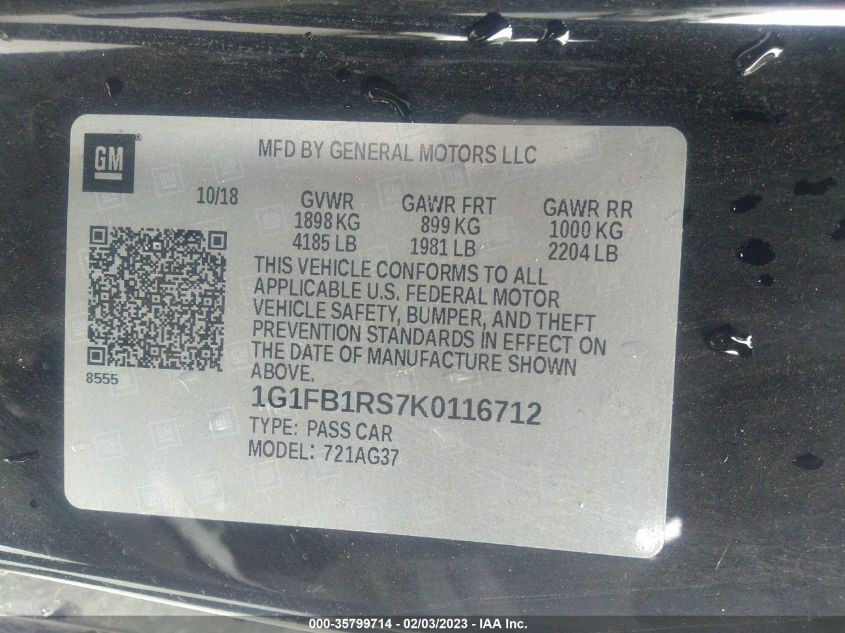 GM ®
MFD BY GENERAL MOTORS LLC
10/18
GVWR GAWR FRT GAWR RR
1898 KG 899 KG 1000 KG
4185 LB 1981 LB 2204 LB
THIS VEHICLE CONFORMS TO ALL
APPLICABLE U.S. FEDERAL MOTOR
VEHICLE SAFETY, BUMPER, AND THEFT
PREVENTION STANDARDS IN EFFECT ON
THE DATE OF MANUFACTURE SHOWN
ABOVE.
8555
1G1FB1RS7K0116712
TYPE: PASS CAR
MODEL: 721AG37
000-35799714 - 02/03/2023 - IAA Inc.